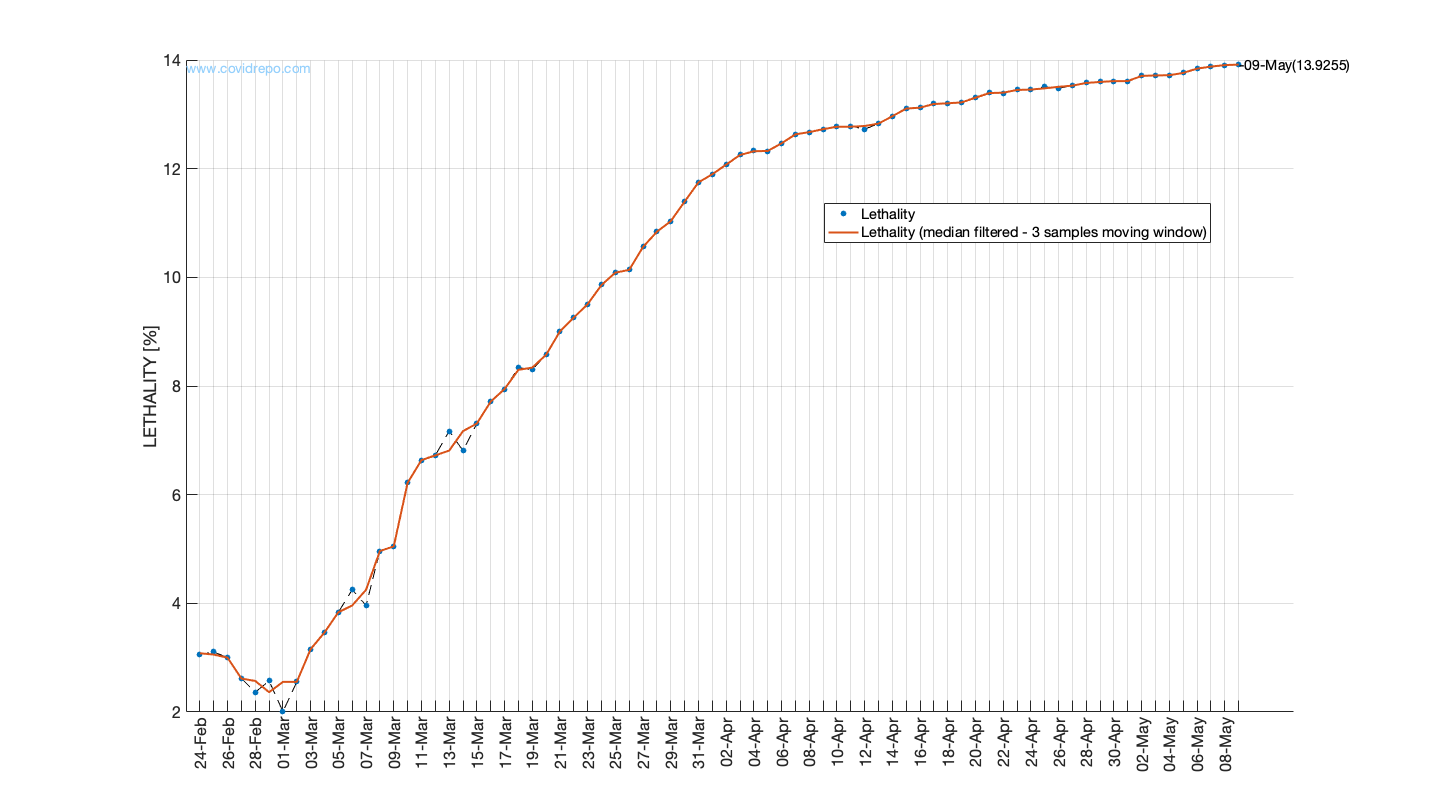 14
www.covidrepo.com
09-May(13.9255)
12
Lethality
Lethality (median filtered - 3 samples moving window)
10
LETHALITY [%]
8
6
4
2
24-Feb
26-Feb
28-Feb
01-Mar
03-Mar
05-Mar
07-Mar
09-Mar
11-Mar
13-Mar
15-Mar
17-Mar
19-Mar
21-Mar
23-Mar
25-Mar
27-Mar
29-Mar
31-Mar
02-Apr
04-Apr
06-Apr
08-Apr
10-Apr
12-Apr
14-Apr
16-Apr
18-Apr
20-Apr
22-Apr
24-Apr
26-Apr
28-Apr
30-Apr
02-May
04-May
06-May
08-May